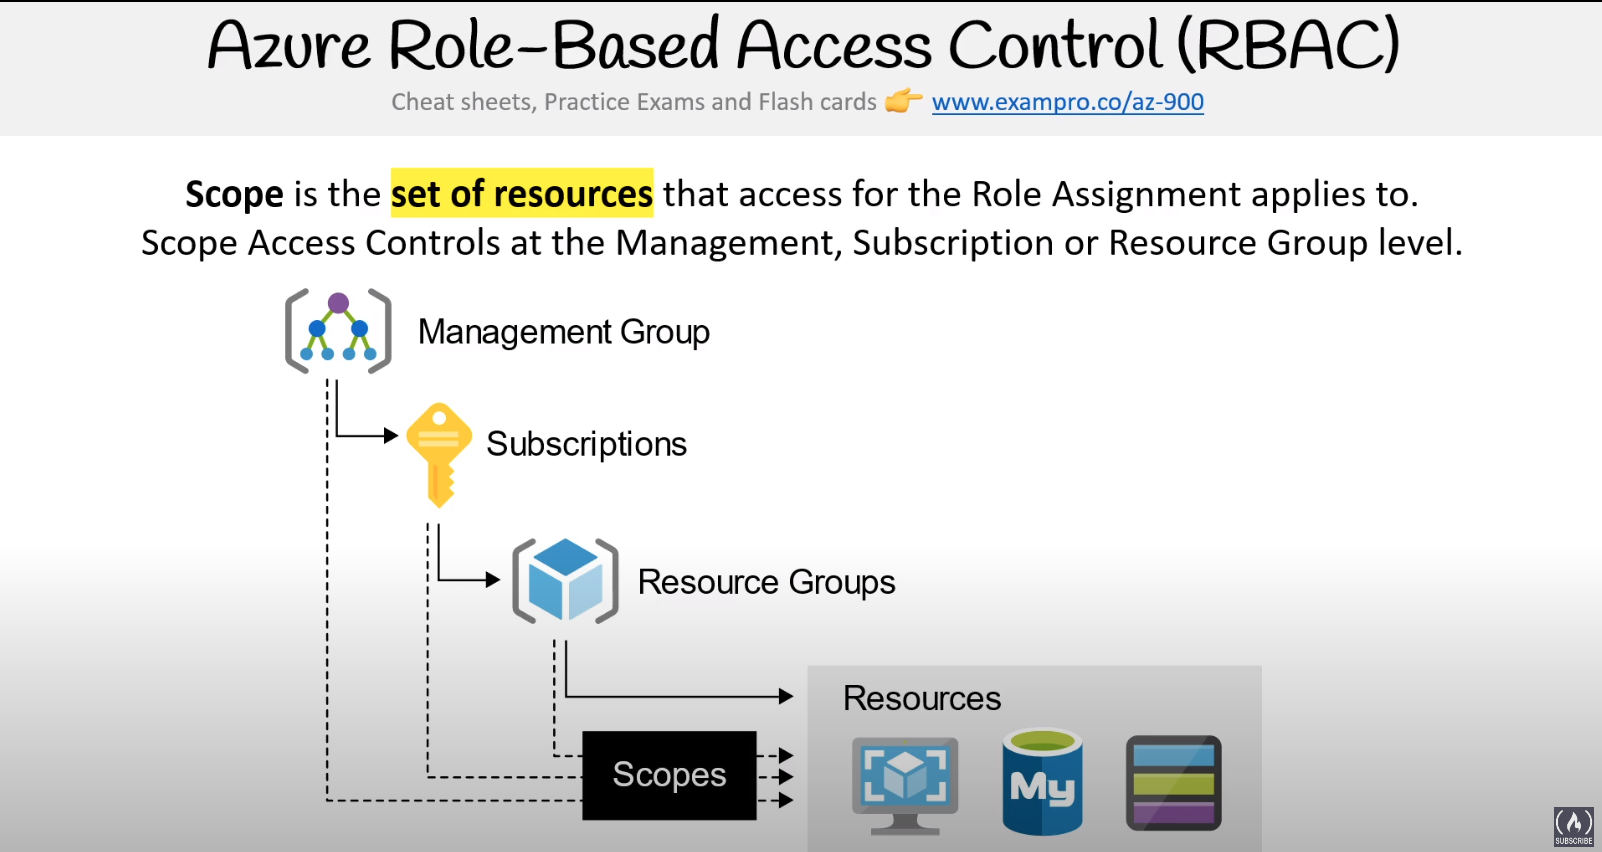 Azure Role-Based Access Control (RBAC)
Cheat sheets, Practice Exams and Flash cards 👉 www.exampro.co/az-900
Scope is the set of resources that access for the Role Assignment applies to.
Scope Access Controls at the Management, Subscription or Resource Group level.
Management Group
Subscriptions
Resource Groups
Resources
Scopes
My
SUBSCRIBE